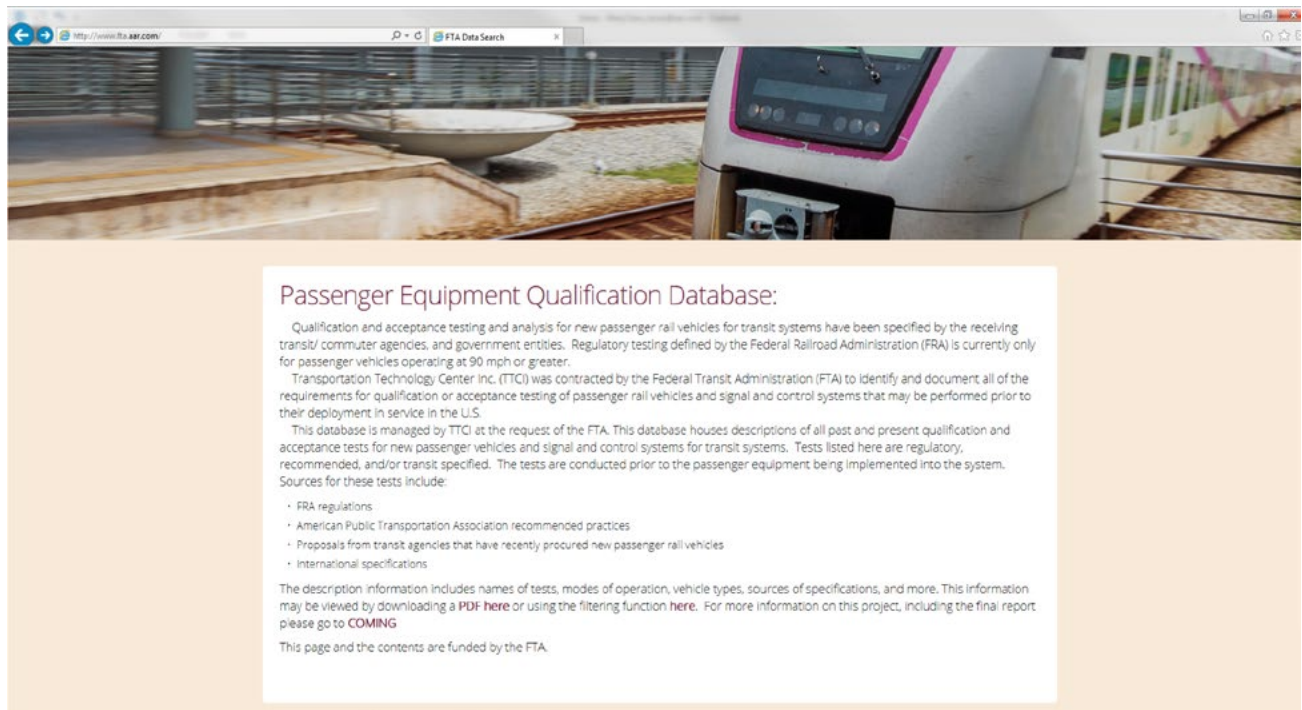 http://www.fta.aar.com/
FTA Data Search
Passenger Equipment Qualification Database:
Qualification and acceptance testing and analysis for new passenger rail vehicles for transit systems have been specified by the receiving
transit/ commuter agencies, and government entities. Regulatory testing defined by the Federal Railroad Administration (FRA) is currently only
for passenger vehicles operating at 90 mph or greater.
Transportation Technology Center Inc. (TTCI) was contracted by the Federal Transit Administration (FTA) to identify and document all of the
requirements for qualification or acceptance testing of passenger rail vehicles and signal and control systems that may be performed prior to
their deployment in service in the U.S.
This database is managed by TTCI at the request of the FTA. This database houses descriptions of all past and present qualification and
acceptance tests for new passenger vehicles and signal and control systems for transit systems. Tests listed here are regulatory,
recommended, and/or transit specified. The tests are conducted prior to the passenger equipment being implemented into the system.
Sources for these tests include:
· FRA regulations
· American Public Transportation Association recommended practices
· Proposals from transit agencies that have recently procured new passenger rail vehicles
· International specifications
The description information includes names of tests, modes of operation, vehicle types, sources of specifications, and more. This information
may be viewed by downloading a PDF here or using the filtering function here. For more information on this project, including the final report
please go to COMING
This page and the contents are funded by the FTA.